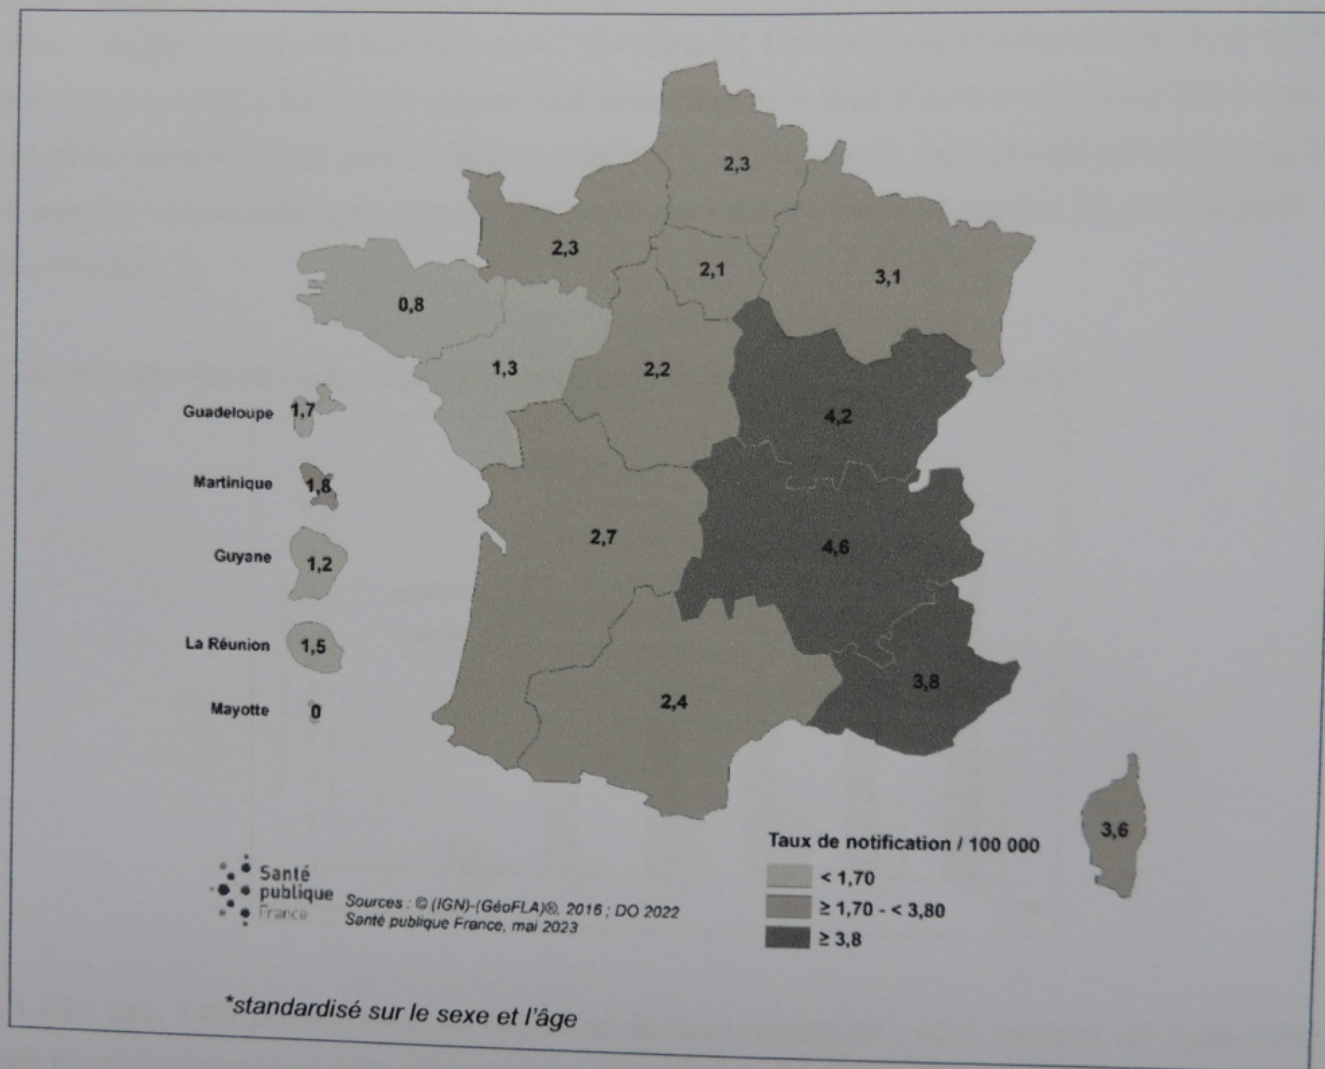 2,3
2,3
2,1
3,1
0,8
1,3
2,2
4,2
Guadeloupe 1,7
Martinique 1,8
2,7
4,6
Guyane 1,2
La Réunion 1,5
3,8
2,4
Mayotte 0
3,6
Taux de notification / 100 000
< 1,70
≥ 1,70 - < 3,80
≥ 3,8
Santé
publique
France
Sources : © (IGN)-(GéoFLA)®, 2016 ; DO 2022
Santé publique France, mai 2023
*standardisé sur le sexe et l'âge